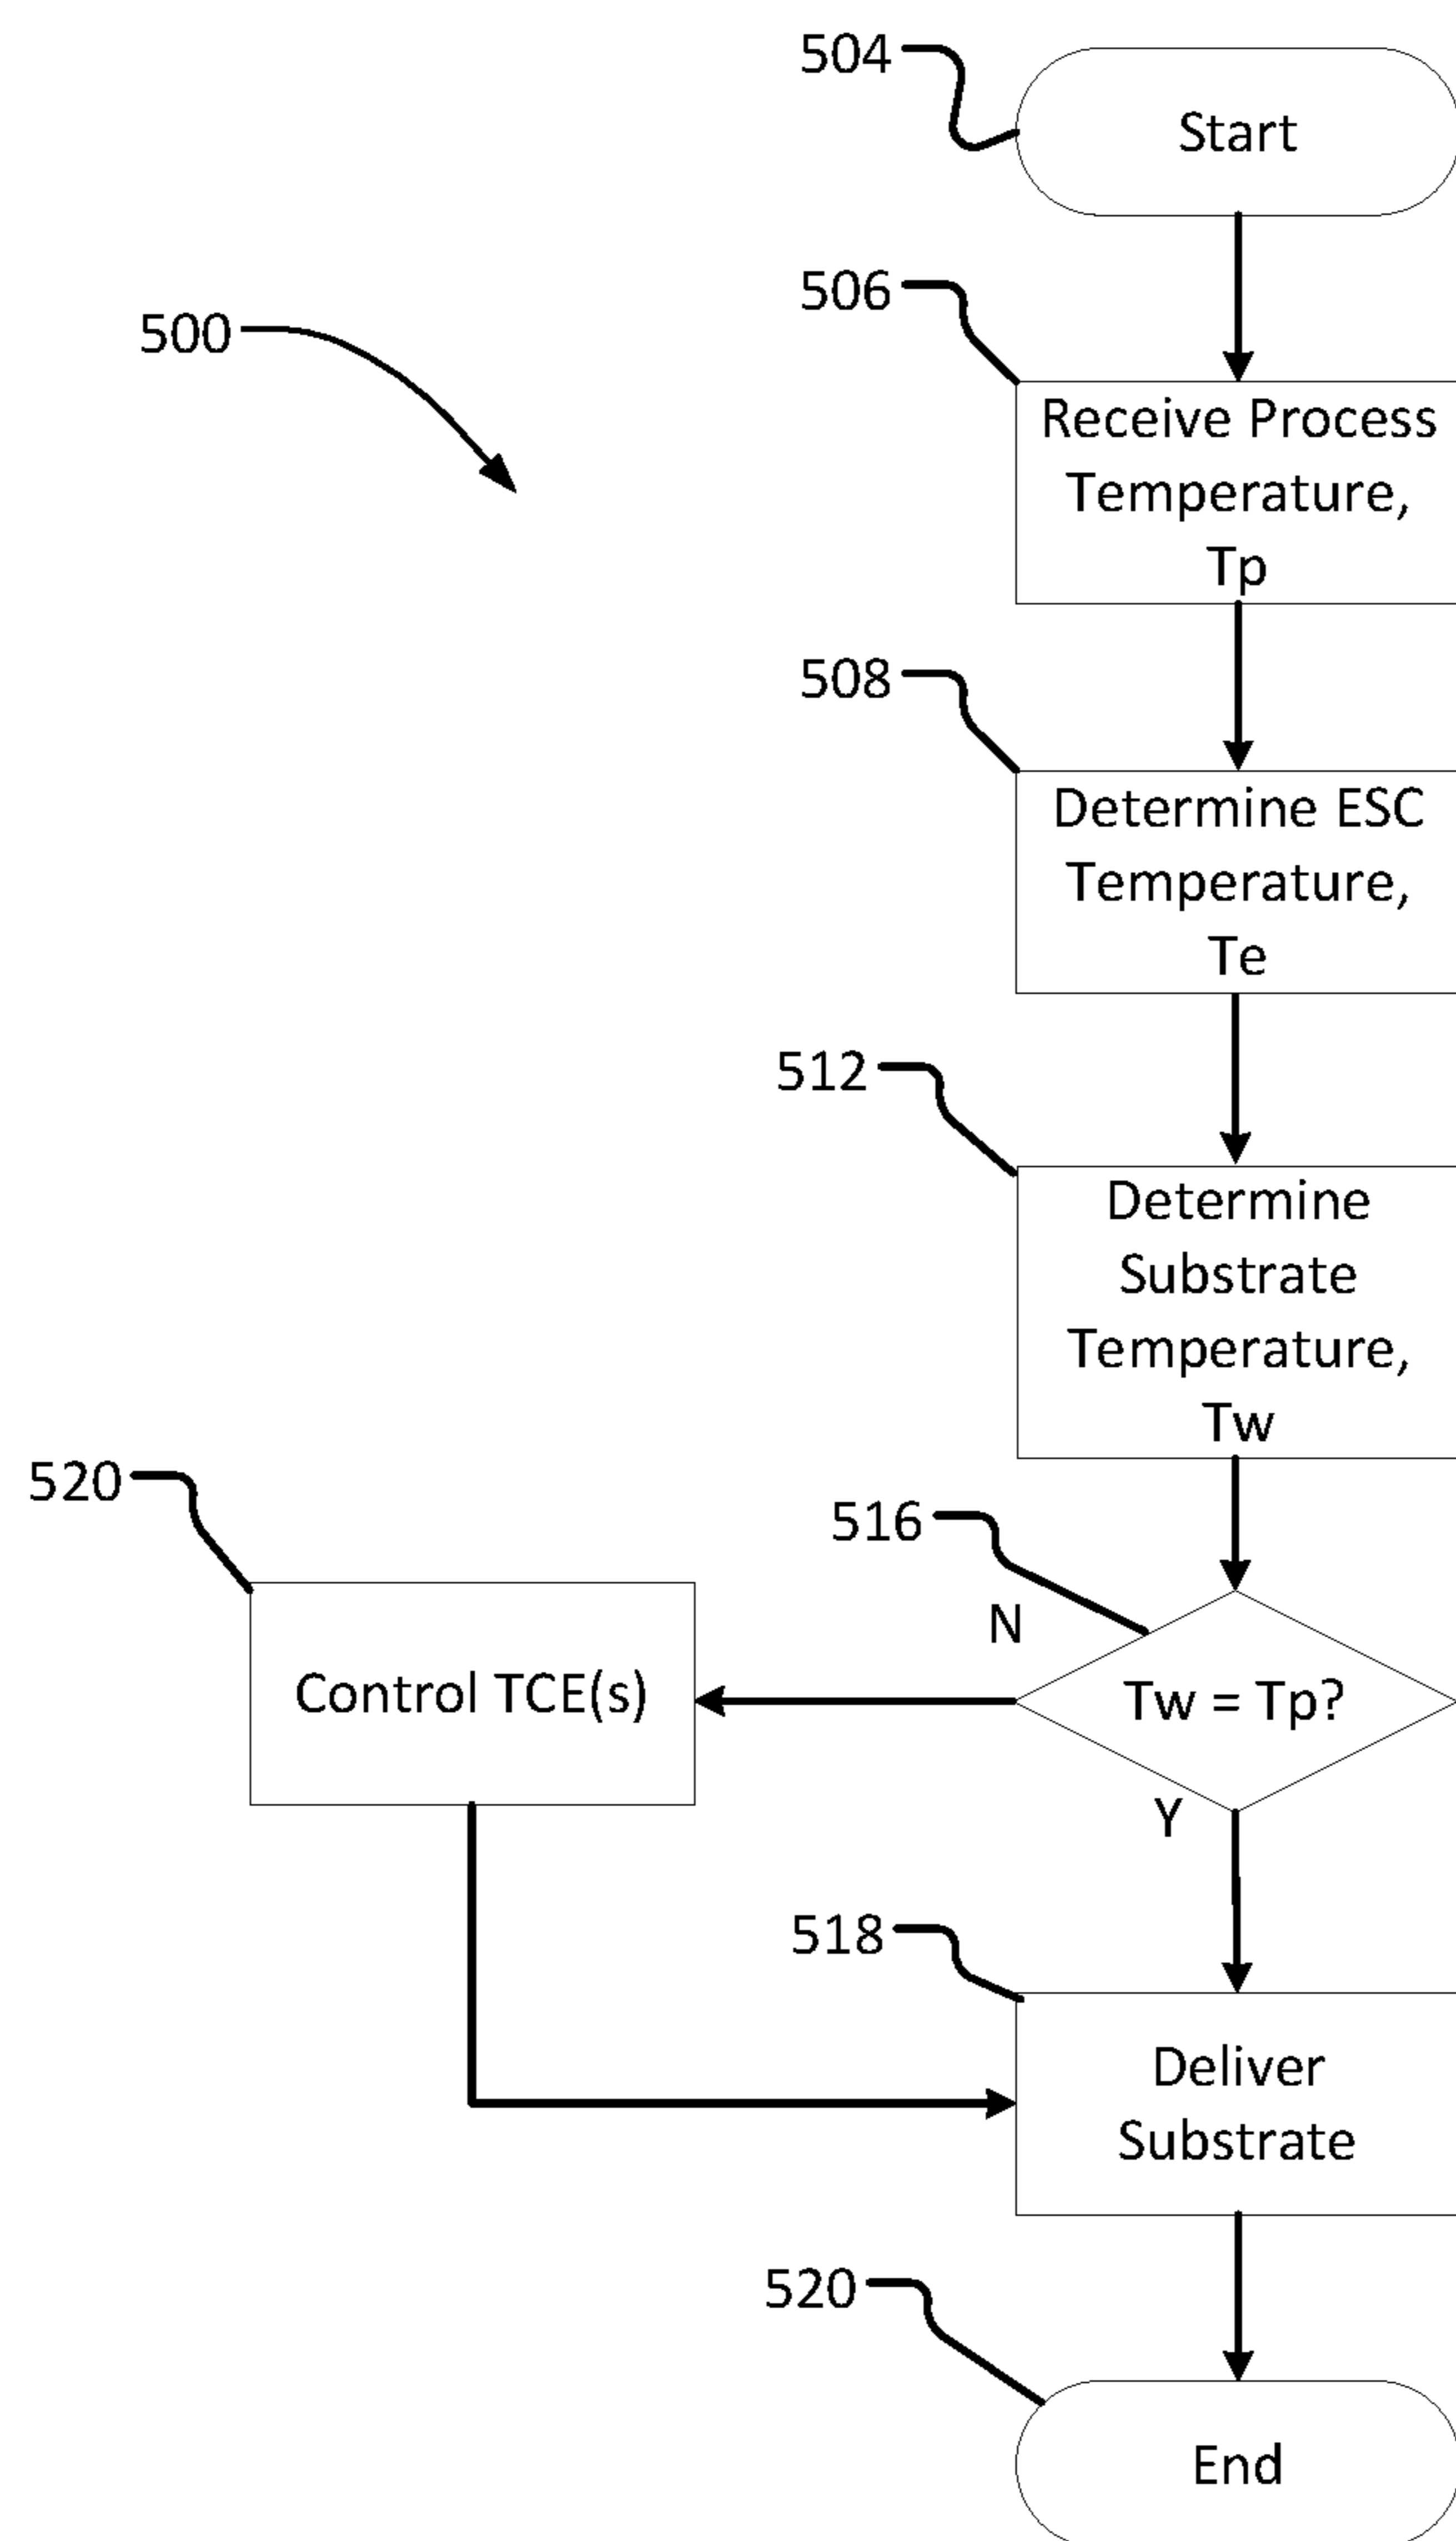 504
Start
506
500
Receive Process
Temperature,
Tp
508
Determine ESC
Temperature,
Te
512
Determine
Substrate
Temperature,
Tw
520
516
N
Control TCE(s)
Tw = Tp?
Y
518
Deliver
Substrate
520
End